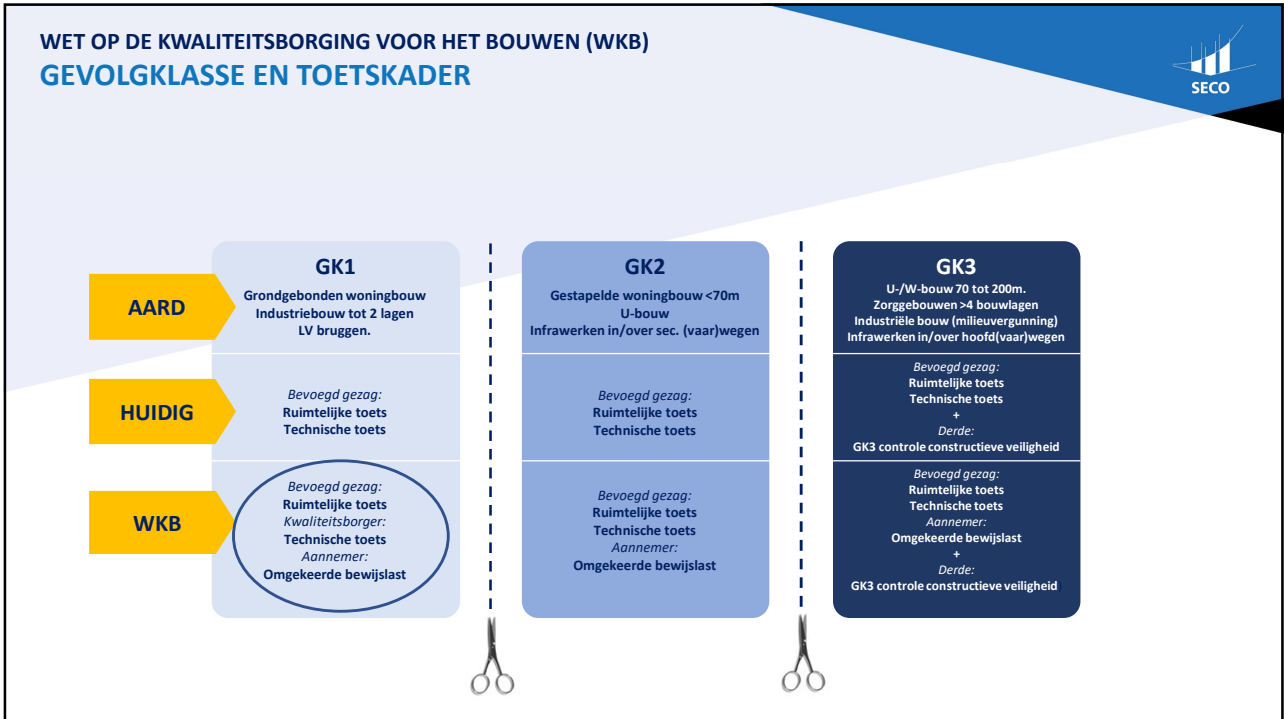 WET OP DE KWALITEITSBORGING VOOR HET BOUWEN (WKB)
GEVOLGKLASSE EN TOETSKADER
SECO
AARD
HUIDIG
WKB
GK1
Grondgebonden woningbouw
Industriebouw tot 2 lagen
LV bruggen.
Bevoegd gezag:
Ruimtelijke toets
Technische toets
Bevoegd gezag:
Ruimtelijke toets
Kwaliteitsborger:
Technische toets
Aannemer:
Omgekeerde bewijslast
GK2
Gestapelde woningbouw <70m
U-bouw
Infrawerken in/over sec. (vaar)wegen
Bevoegd gezag:
Ruimtelijke toets
Technische toets
Bevoegd gezag:
Ruimtelijke toets
Technische toets
Aannemer:
Omgekeerde bewijslast
GK3
U-/W-bouw 70 tot 200m.
Zorggebouwen >4 bouwlagen
Industriële bouw (milieuvergunning)
Infrawerken in/over hoofd(vaar)wegen
Bevoegd gezag:
Ruimtelijke toets
Technische toets
+
Derde:
GK3 controle constructieve veiligheid
Bevoegd gezag:
Ruimtelijke toets
Technische toets
Aannemer:
Omgekeerde bewijslast
+
Derde:
GK3 controle constructieve veiligheid